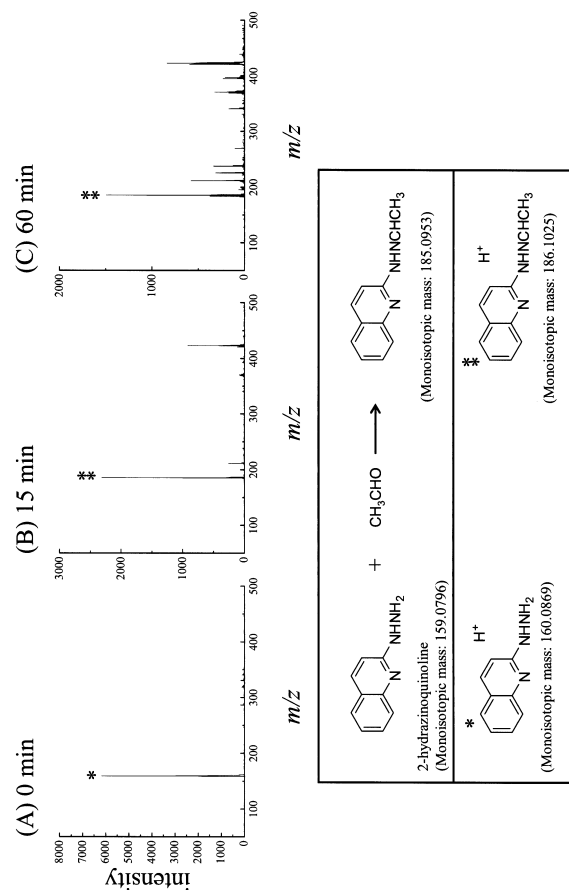 (A) 0 min
intensity
8000
7000
6000
5000
4000
3000
2000
1000
0
*
100
200
300
400
500
m/z
(B) 15 min
3000
2000
1000
0
**
100
200
300
400
500
m/z
(C) 60 min
2000
1000
0
**
100
200
300
400
500
m/z
N NHNH2 + CH3CHO → N NHNCHCH3
2-hydrazinoquinoline
(Monoisotopic mass: 159.0796)
(Monoisotopic mass: 185.0953)
* H+
N NHNH2
(Monoisotopic mass: 160.0869)
** H+
N NHNCHCH3
(Monoisotopic mass: 186.1025)